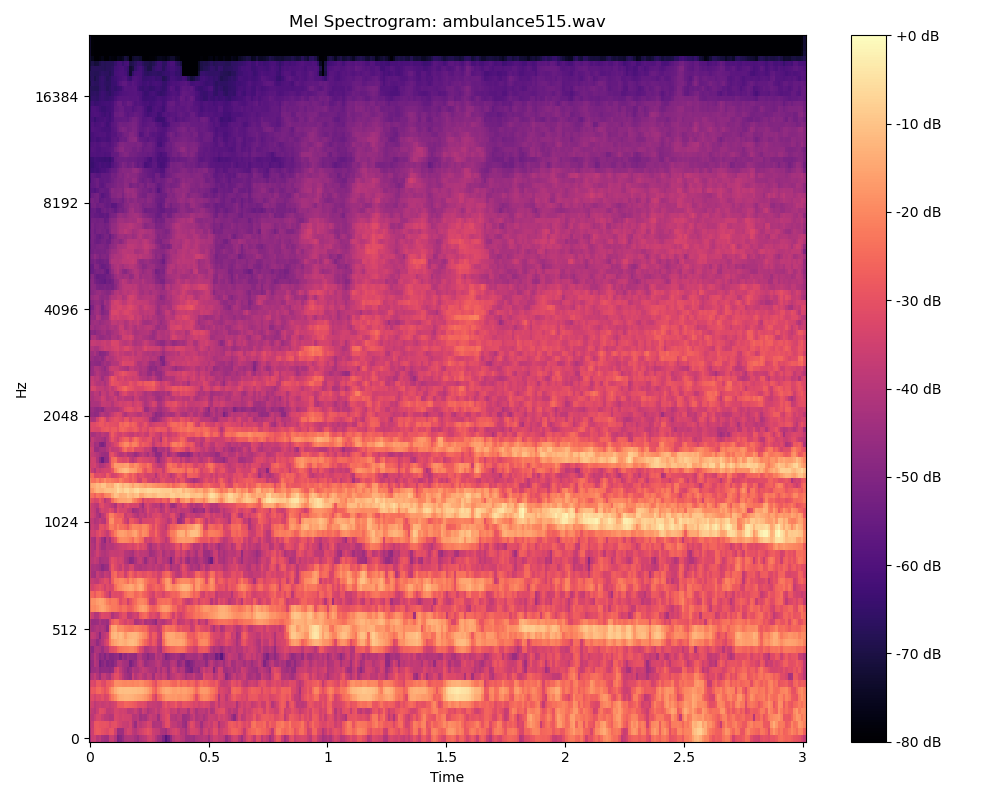 Mel Spectrogram: ambulance515.wav
Hz
16384
8192
4096
2048
1024
512
0
0 0.5 1 1.5 2 2.5 3
Time
+0 dB
-10 dB
-20 dB
-30 dB
-40 dB
-50 dB
-60 dB
-70 dB
-80 dB